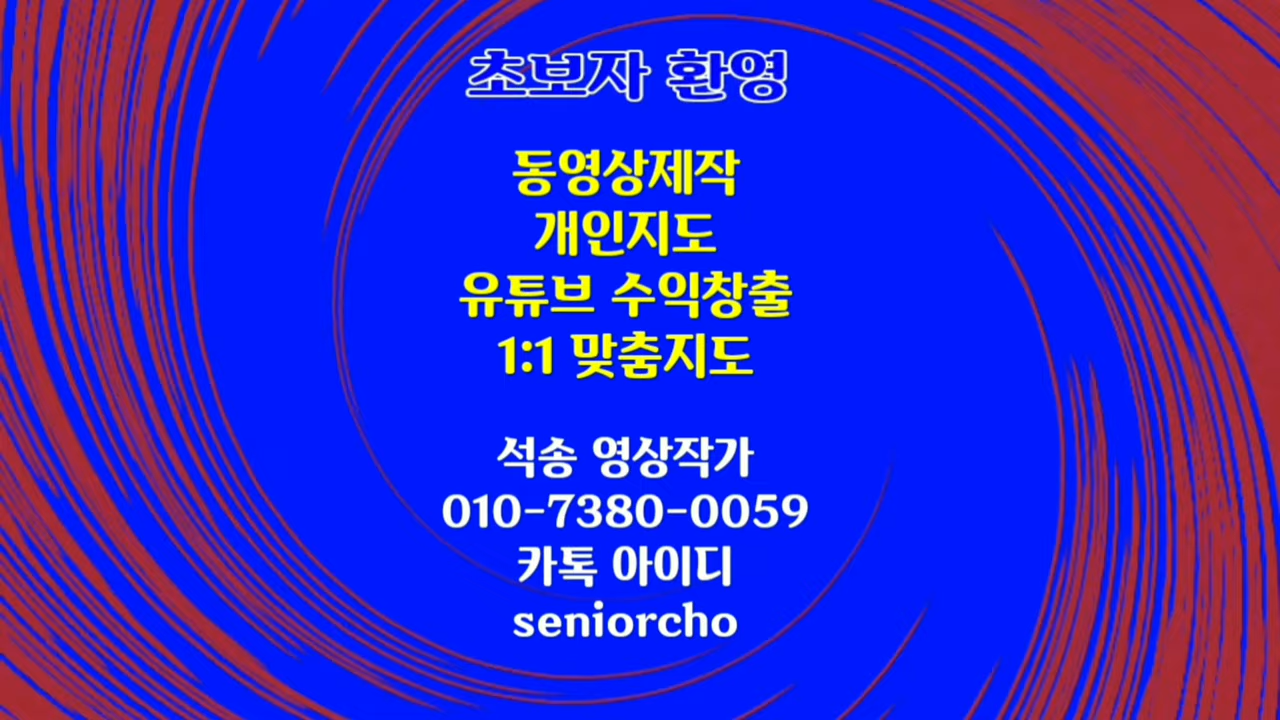 초보자 환영
동영상제작
개인지도
유튜브 수익창출
1:1 맞춤지도
석송 영상작가
010-7380-0059
카톡 아이디
seniorcho